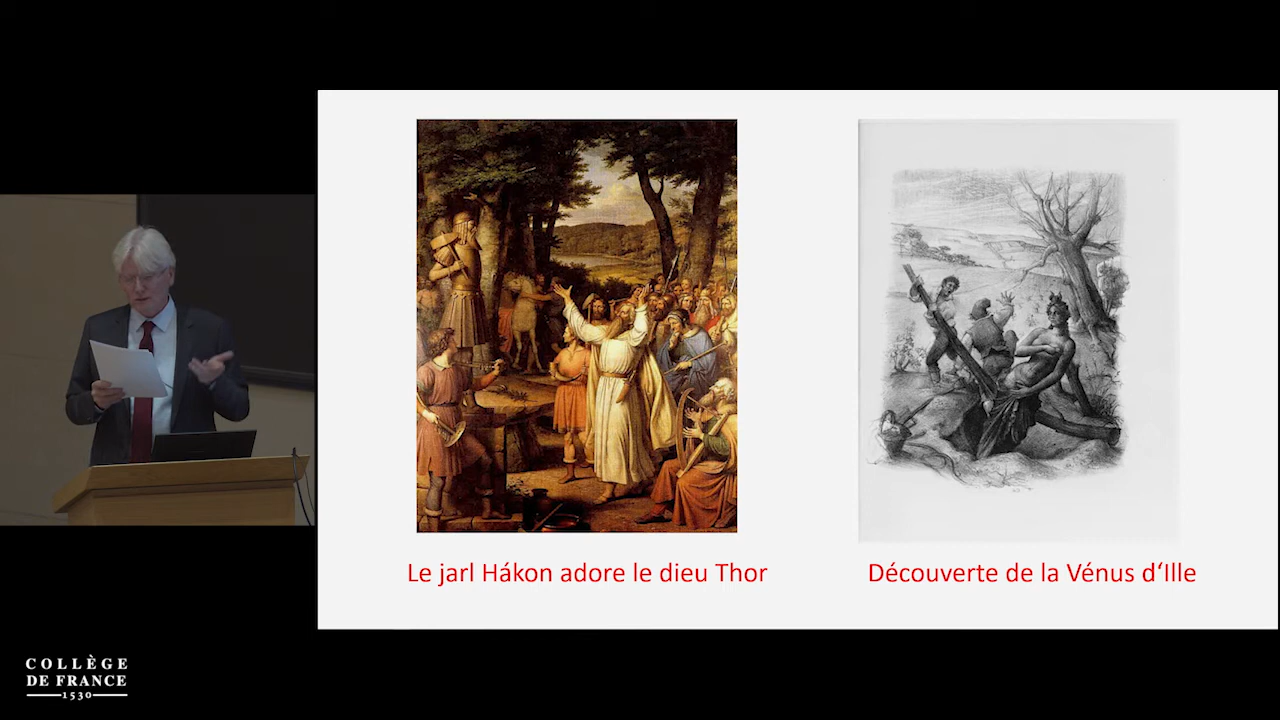 Le jarl Hákon adore le dieu Thor
Découverte de la Vénus d‘Ille
COLLÈGE
DE FRANCE
1530